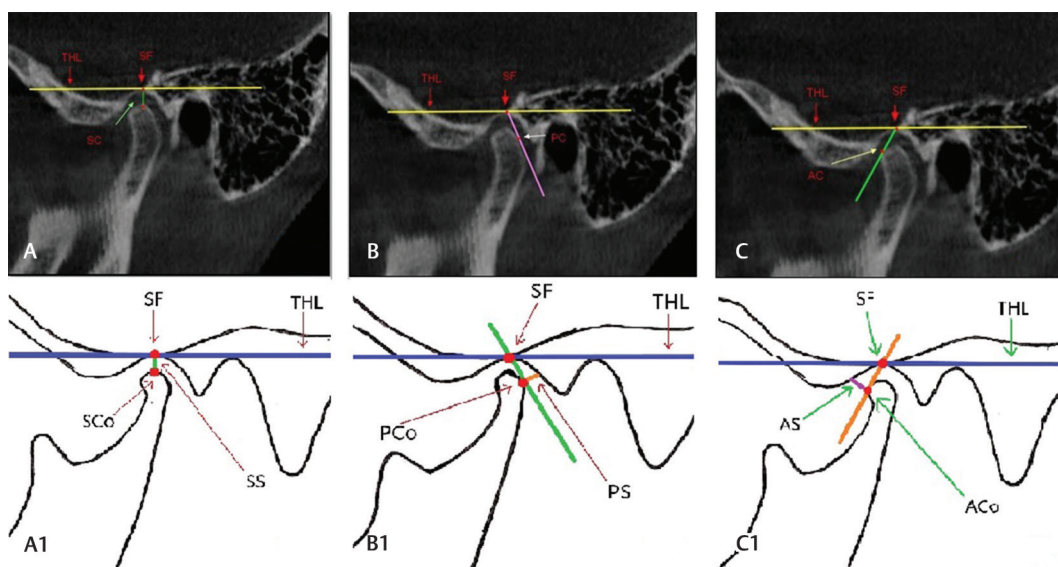 THL SF
SC
A
THL SF
PC
B
THL SF
AC
C
SF THL
SCo
SS
A1
SF THL
PCo
PS
B1
SF THL
AS
ACo
C1